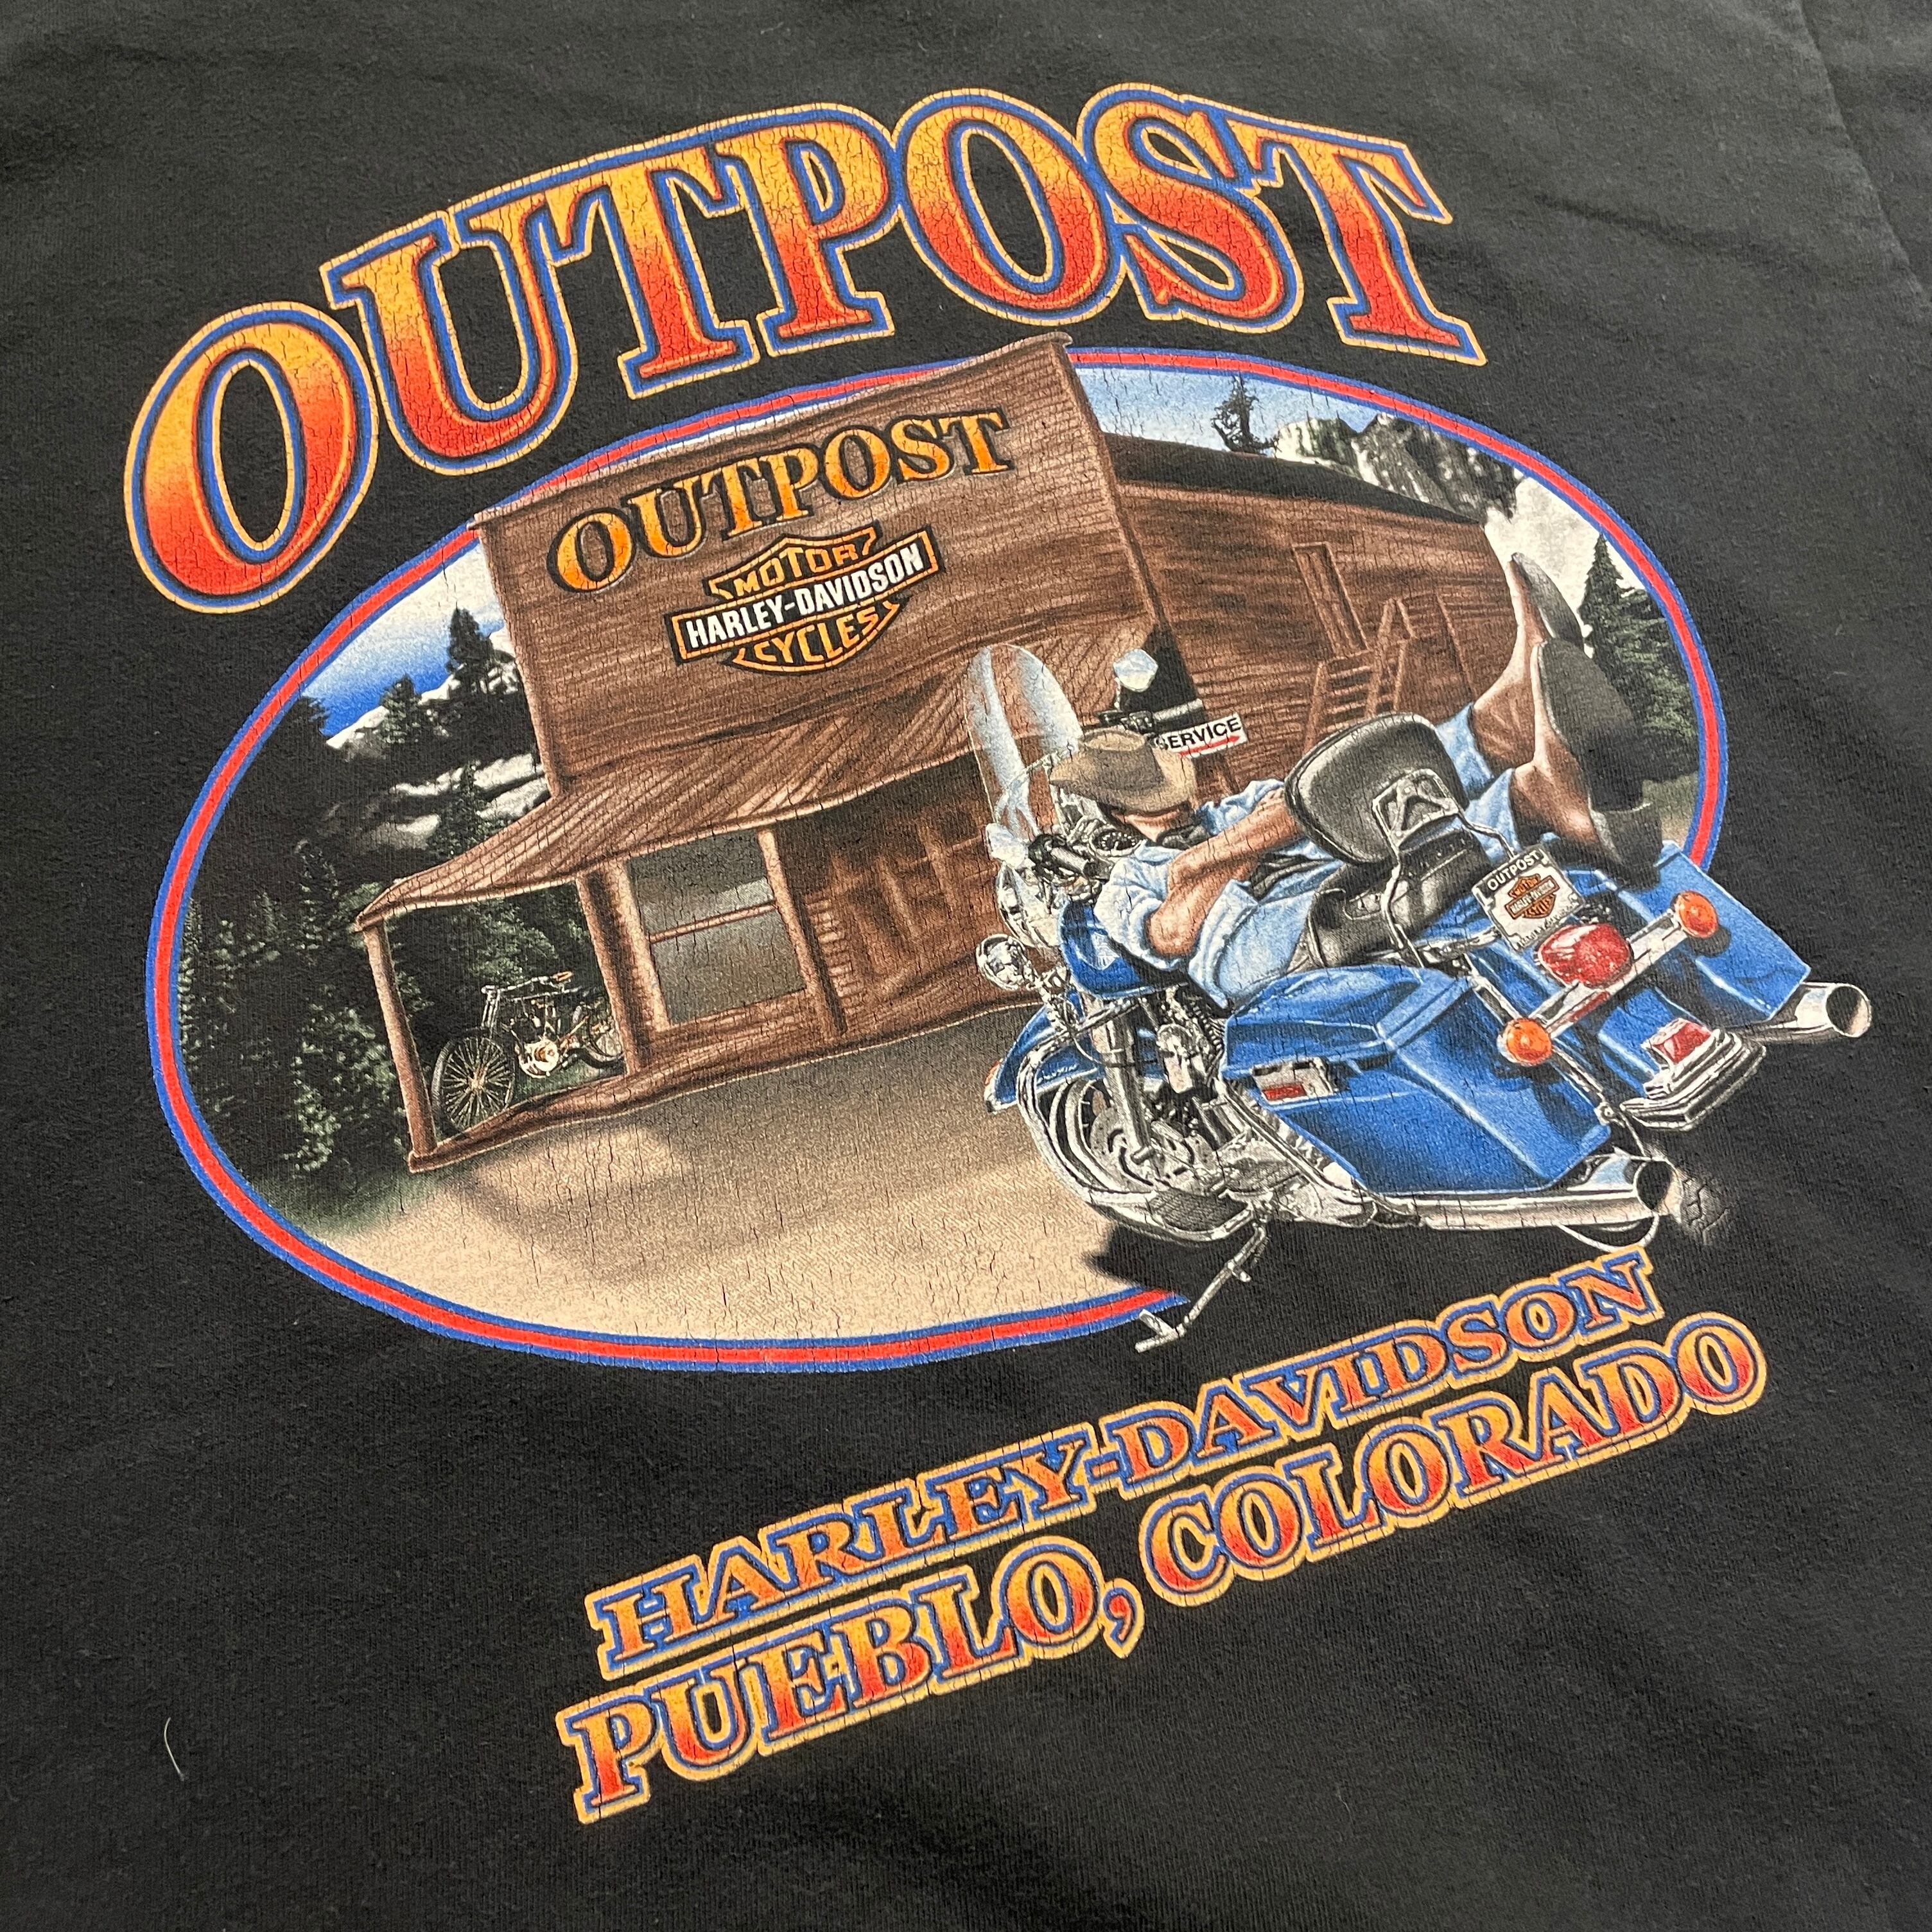 OUTPOST
OUTPOST
MOTOR
HARLEY-DAVIDSON
CYCLES
SERVICE
OUTPOST
HARLEY-DAVIDSON
PUEBLO, COLORADO